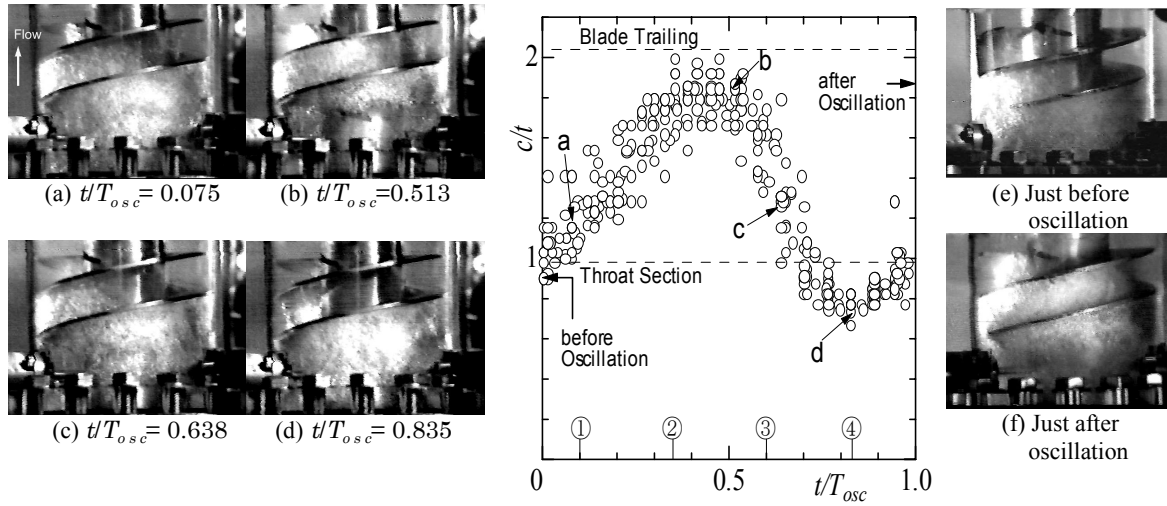 Flow
(a) t/Tosc= 0.075
(b) t/Tosc=0.513
(c) t/Tosc= 0.638
(d) t/Tosc= 0.835
c/t
2
1
Blade Trailing
after
Oscillation
a
b
c
d
Throat Section
before
Oscillation
① ② ③ ④
0 0.5 1.0
t/Tosc
(e) Just before
oscillation
(f) Just after
oscillation